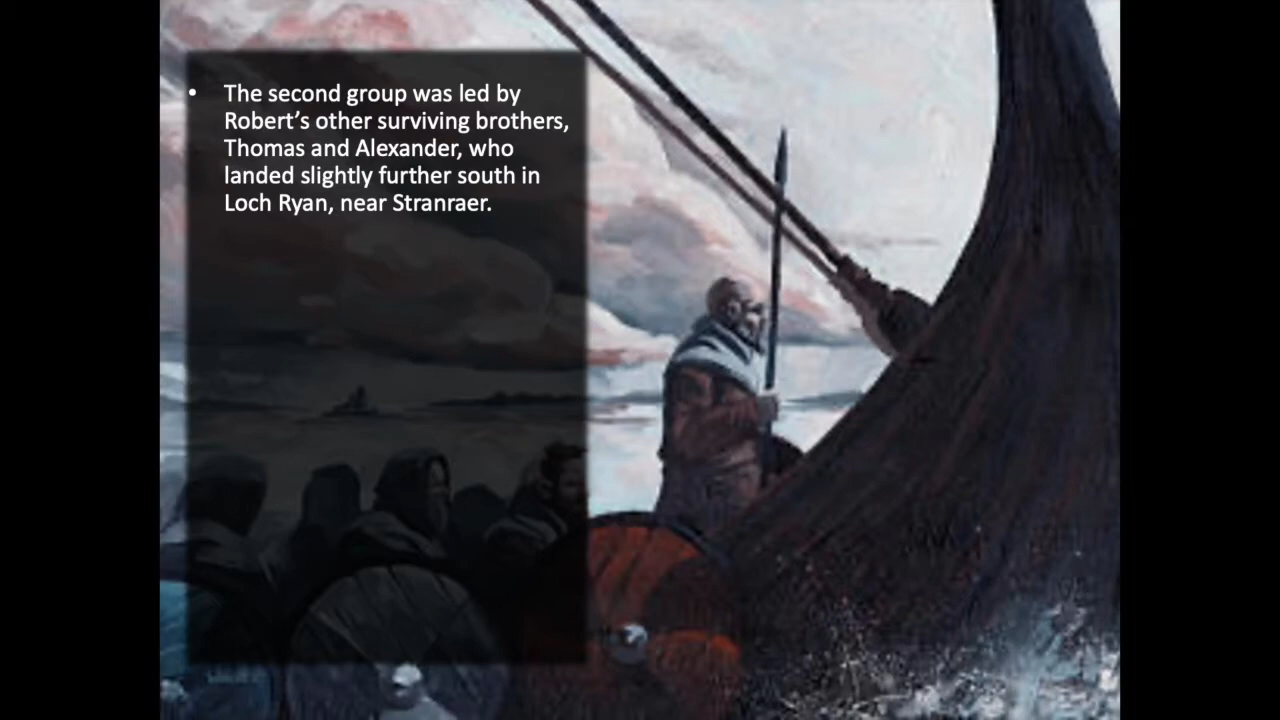 • The second group was led by
Robert’s other surviving brothers,
Thomas and Alexander, who
landed slightly further south in
Loch Ryan, near Stranraer.